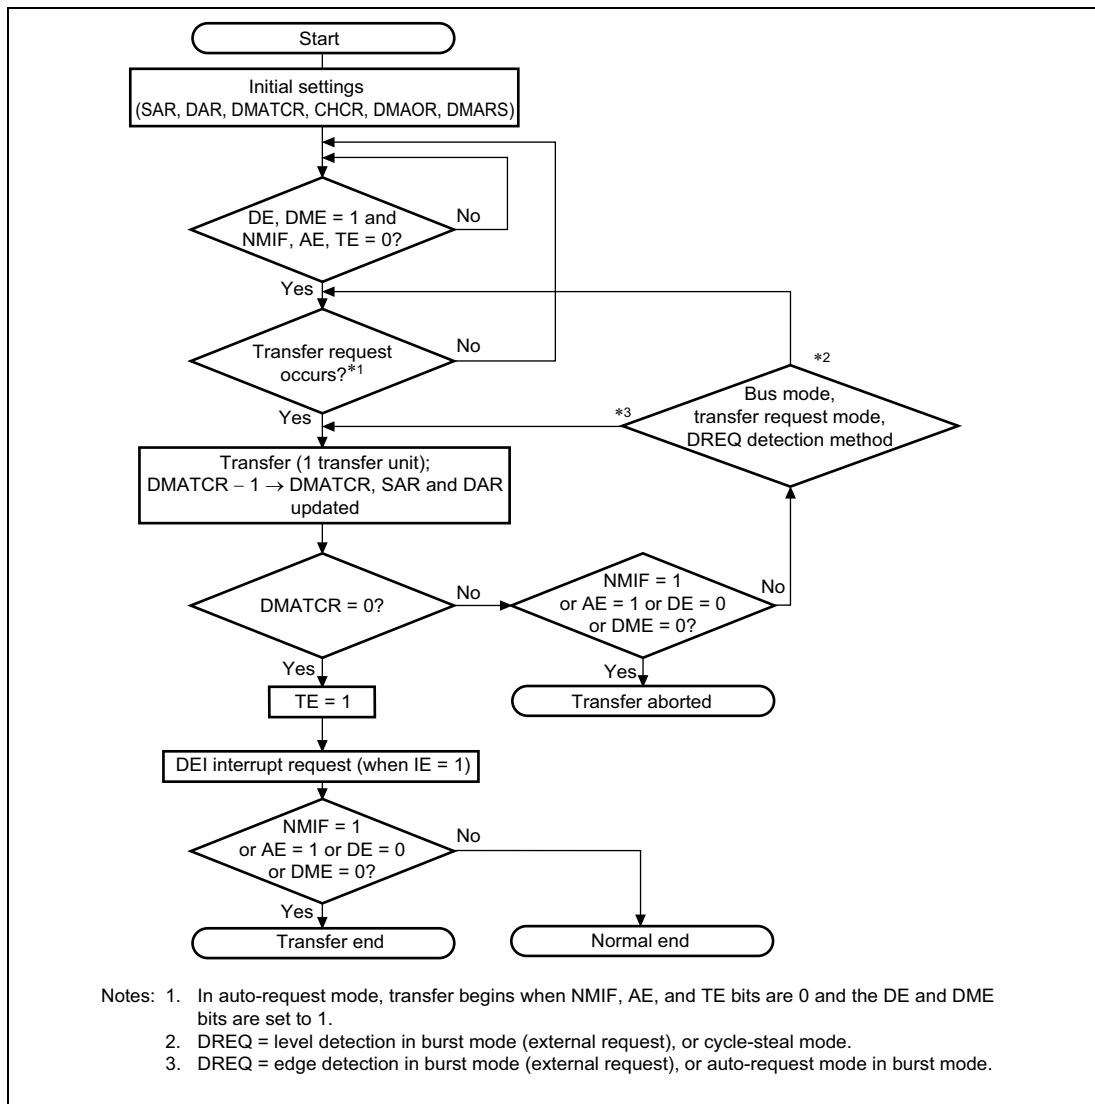 Start
Initial settings
(SAR, DAR, DMATCR, CHCR, DMAOR, DMARS)
DE, DME = 1 and
NMIF, AE, TE = 0?
No
Yes
Transfer request
occurs?*1
No
Yes
*2
Bus mode,
transfer request mode,
DREQ detection method
*3
Transfer (1 transfer unit);
DMATCR – 1 → DMATCR, SAR and DAR
updated
DMATCR = 0?
No
NMIF = 1
or AE = 1 or DE = 0
or DME = 0?
No
Yes
Yes
Transfer aborted
TE = 1
DEI interrupt request (when IE = 1)
NMIF = 1
or AE = 1 or DE = 0
or DME = 0?
No
Yes
Transfer end
Normal end
Notes: 1. In auto-request mode, transfer begins when NMIF, AE, and TE bits are 0 and the DE and DME
bits are set to 1.
2. DREQ = level detection in burst mode (external request), or cycle-steal mode.
3. DREQ = edge detection in burst mode (external request), or auto-request mode in burst mode.